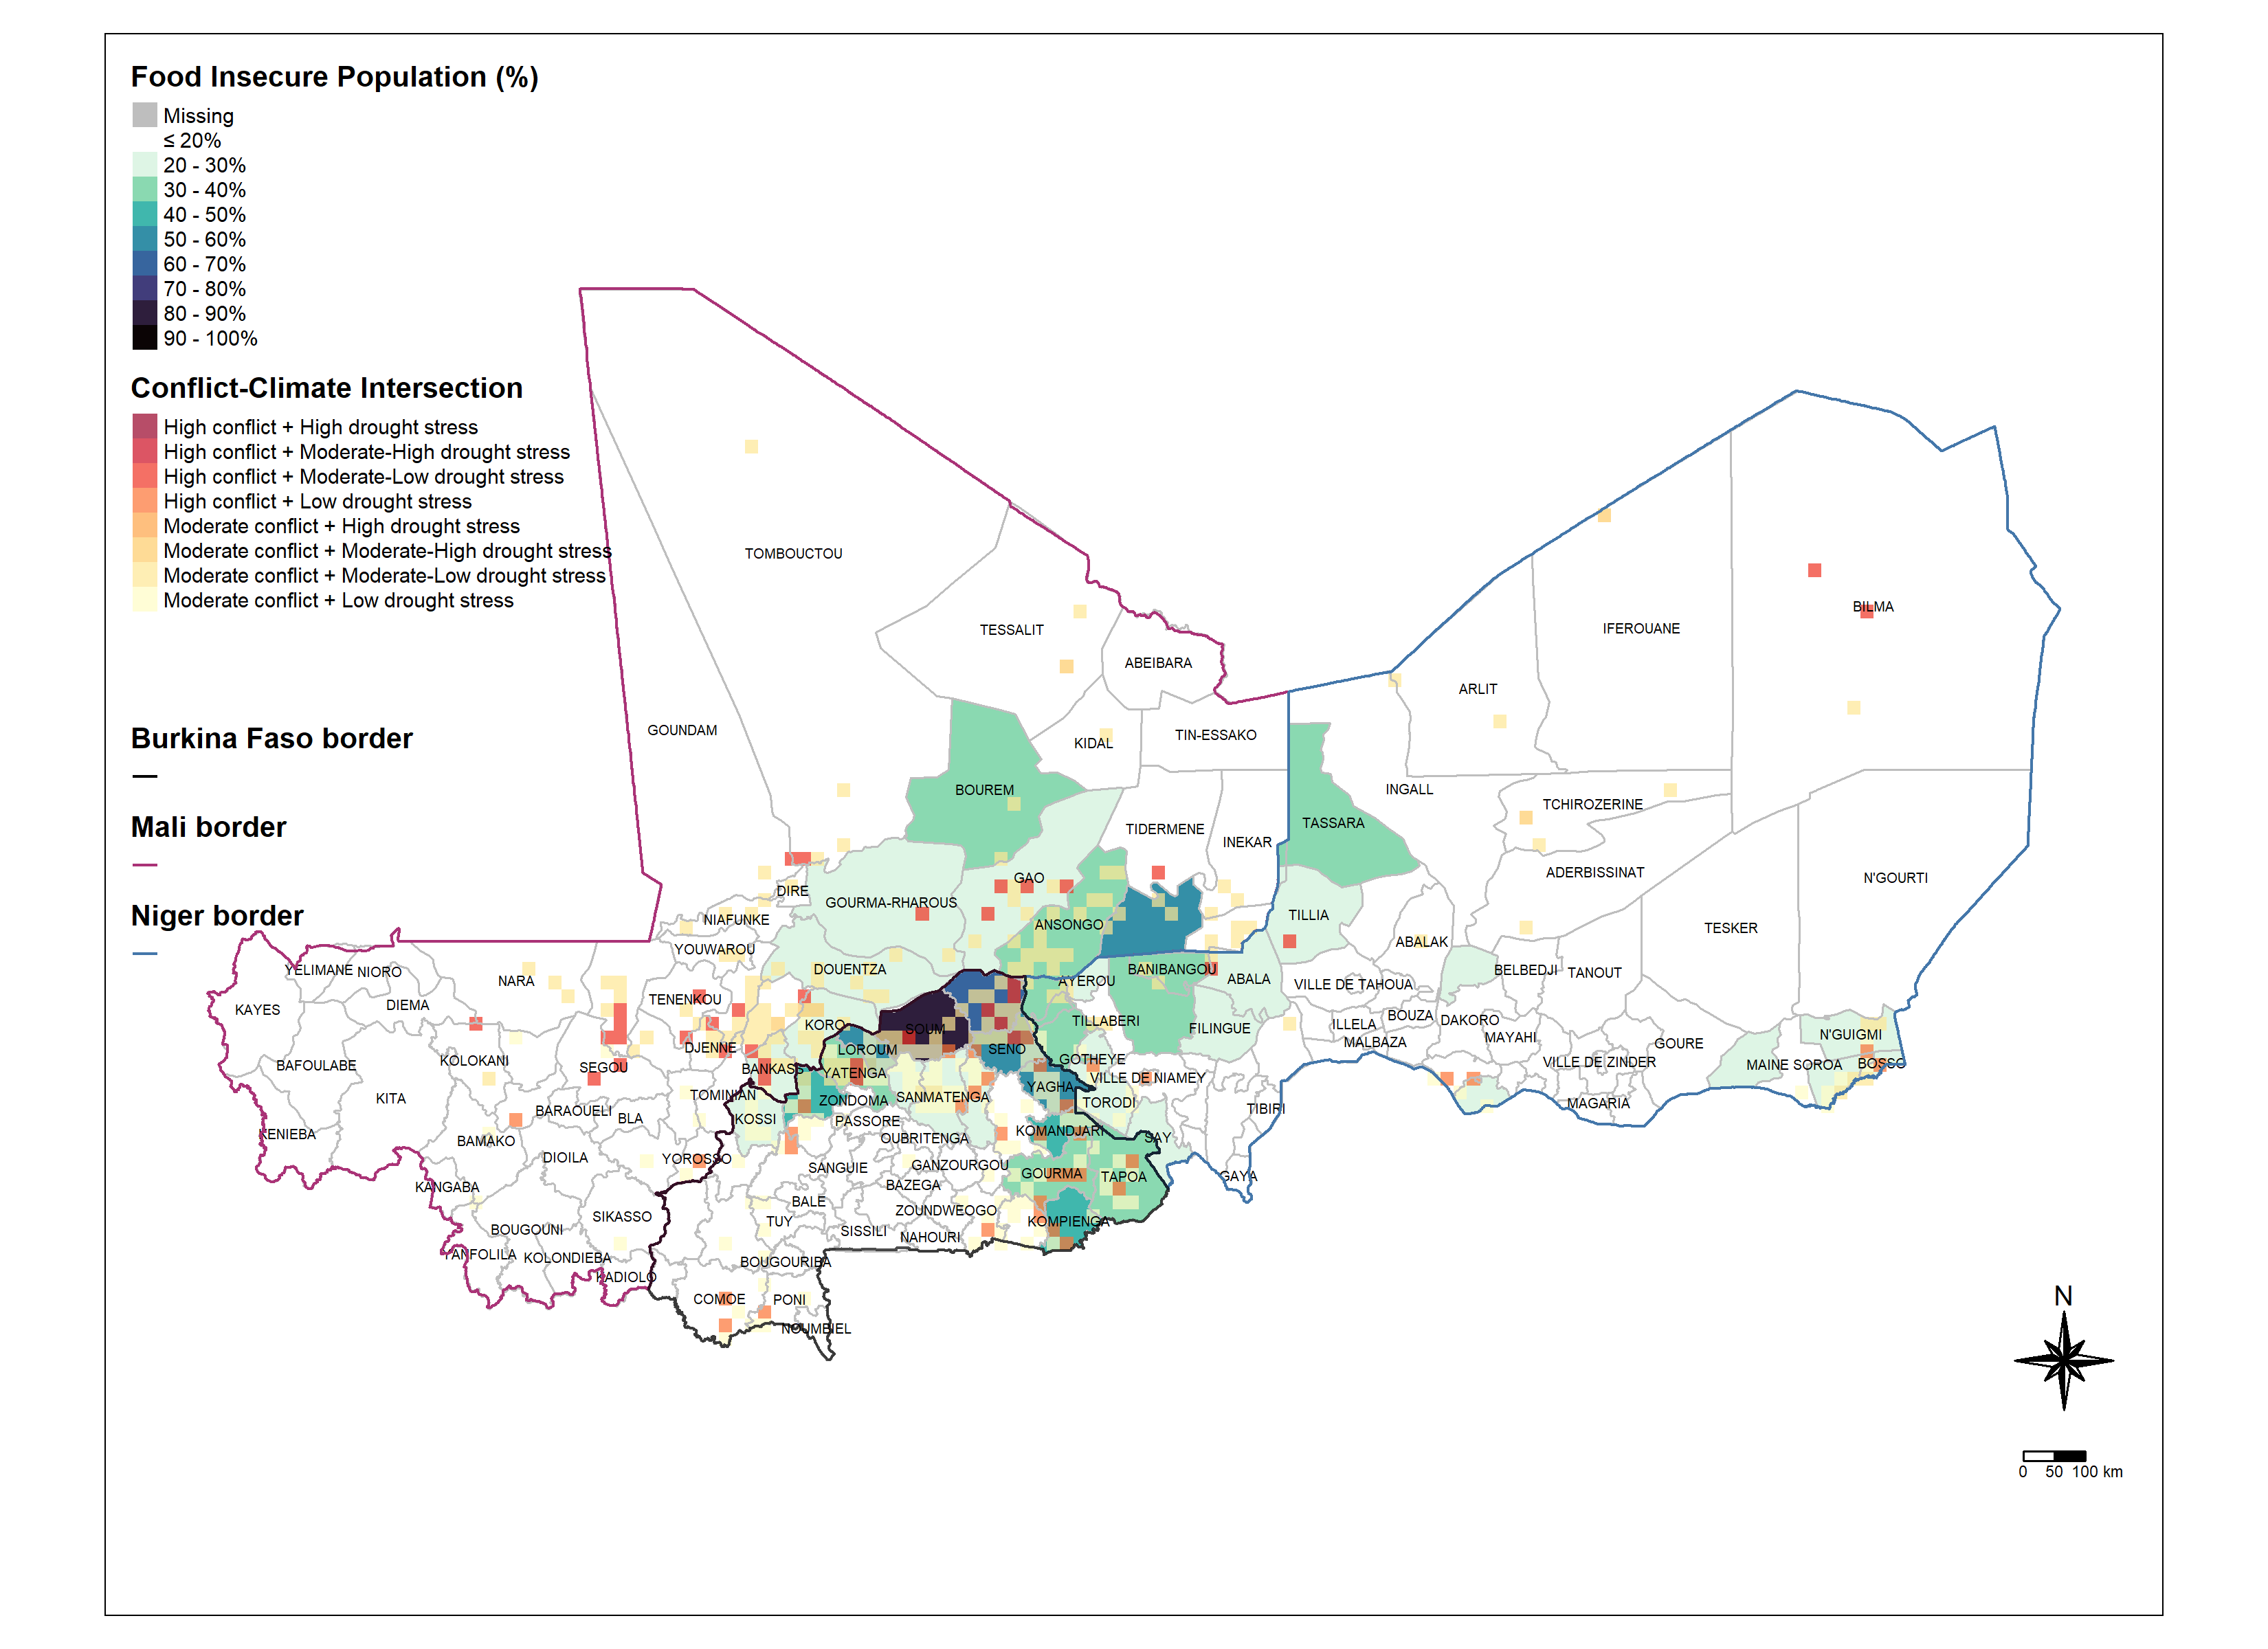 Food Insecure Population (%)
Missing
≤ 20%
20 - 30%
30 - 40%
40 - 50%
50 - 60%
60 - 70%
70 - 80%
80 - 90%
90 - 100%
Conflict-Climate Intersection
High conflict + High drought stress
High conflict + Moderate-High drought stress
High conflict + Moderate-Low drought stress
High conflict + Low drought stress
Moderate conflict + High drought stress
Moderate conflict + Moderate-High drought stress
Moderate conflict + Moderate-Low drought stress
Moderate conflict + Low drought stress
Burkina Faso border
Mali border
Niger border
TOMBOUCTOU
TESSALIT
ABEIBARA
GOUNDAM
KIDAL
TIN-ESSAKO
BOUREM
TIDERMENE
INEKAR
GAO
DIRE
GOURMA-RHAROUS
NIAFUNKE
ANSONGO
YOUWAROU
DOUENTZA
YELIMANE
NIORO
NARA
TENENKOU
KAYES
DIEMA
KORO
DJENNE
BAFOULABE
KOLOKANI
SEGOU
BANKASS
KITA
TOMINIAN
BARAOUELI
BLA
KENIEBA
BAMAKO
DIOILA
YOROSSO
KANGABA
SIKASSO
BOUGOUNI
YANFOLILA
KOLONDIEBA
KADIOLO
BILMA
IFEROUANE
ARLIT
INGALL
TCHIROZERINE
TASSARA
ADERBISSINAT
N'GOURTI
TILLIA
TESKER
ABALAK
BANIBANGOU
ABALA
AYEROU
VILLE DE TAHOUA
BELBEDJI
TANOUT
TILLABERI
FILINGUE
ILLELA
BOUZA
DAKORO
MALBAZA
MAYAHI
GOURE
N'GUIGMI
GOTHEYE
VILLE DE NIAMEY
VILLE DE ZINDER
MAINE SOROA
BOSSO
TORODI
TIBIRI
MAGARIA
SAY
GAYA
SOUM
LOROUM
SENO
YATENGA
YAGHA
ZONDOMA
SANMATENGA
KOSSI
PASSORE
OUBRITENGA
KOMANDJARI
SANGUIE
GANZOURGOU
GOURMA
TAPOA
BAZEGA
BALE
ZOUNDWEOGO
TUY
SISSILI
NAHOURI
KOMPIENGA
BOUGOURIBA
COMOE
PONI
NOUMBIEL
N
0 50 100 km